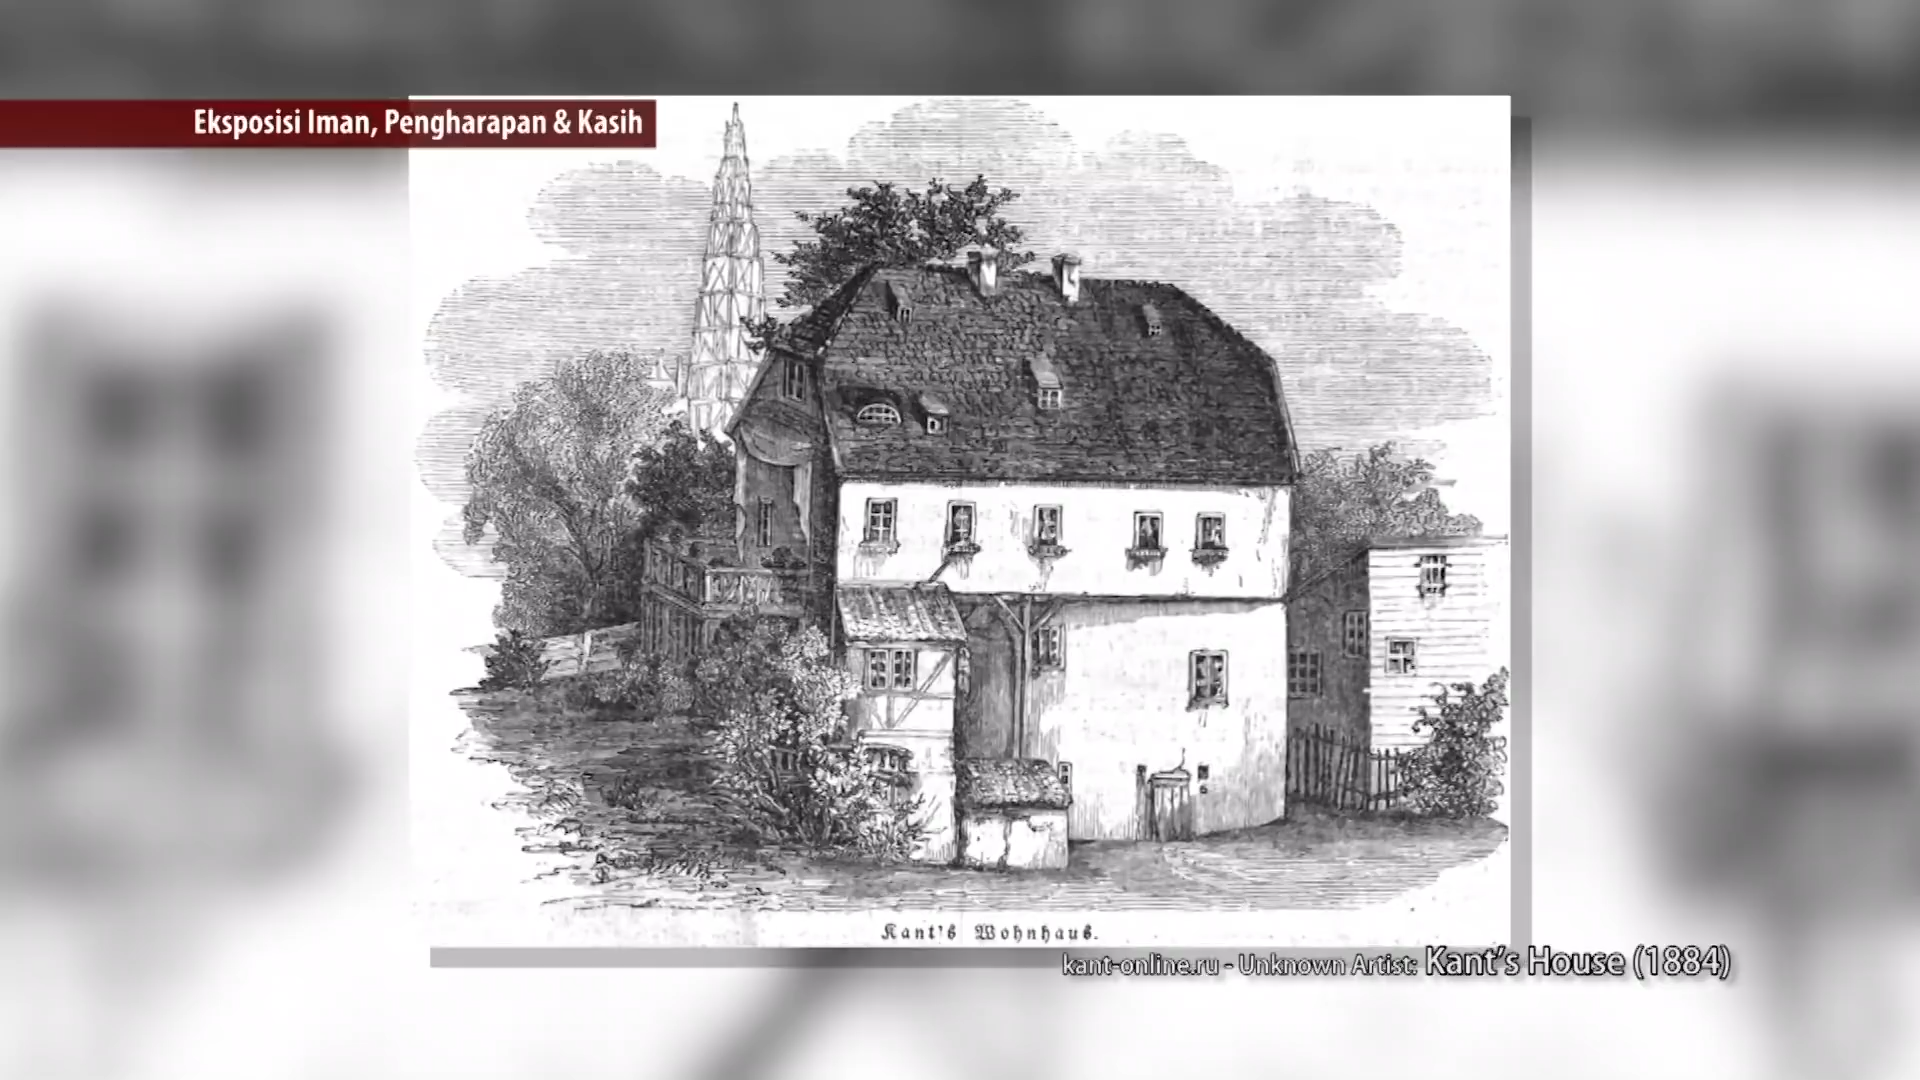 Eksposisi Iman, Pengharapan & Kasih
Kant's Wohnhaus.
kant-online.ru - Unknown Artist: Kant's House (1884)